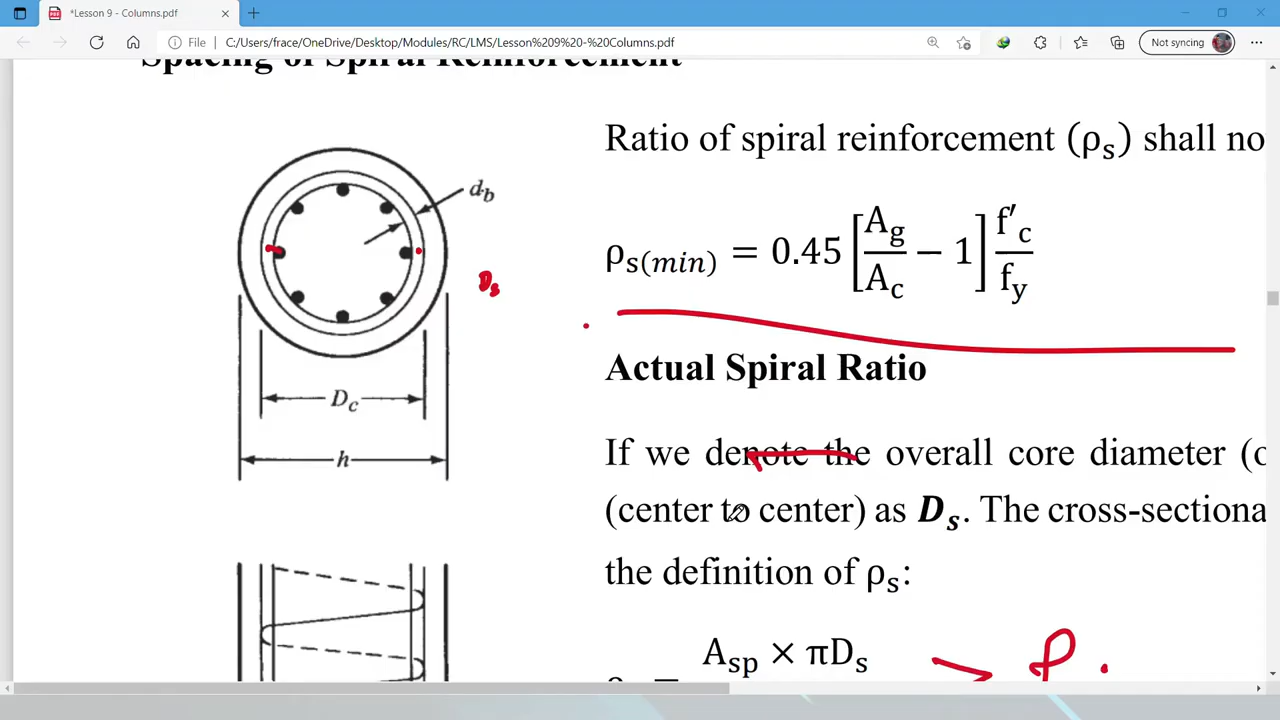 *Lesson 9 - Columns.pdf
File C:/Users/frace/OneDrive/Desktop/Modules/RC/LMS/Lesson%209%20-%20Columns.pdf
Not syncing
Spacing of Spiral Reinforcement
Ratio of spiral reinforcement (ρs) shall no
db
Ds
ρs(min) = 0.45 [Ag/Ac − 1] f′c/fy
Actual Spiral Ratio
Dc
If we denote the overall core diameter (o
h
(center to center) as Ds. The cross-sectiona
the definition of ρs:
Asp × πDs